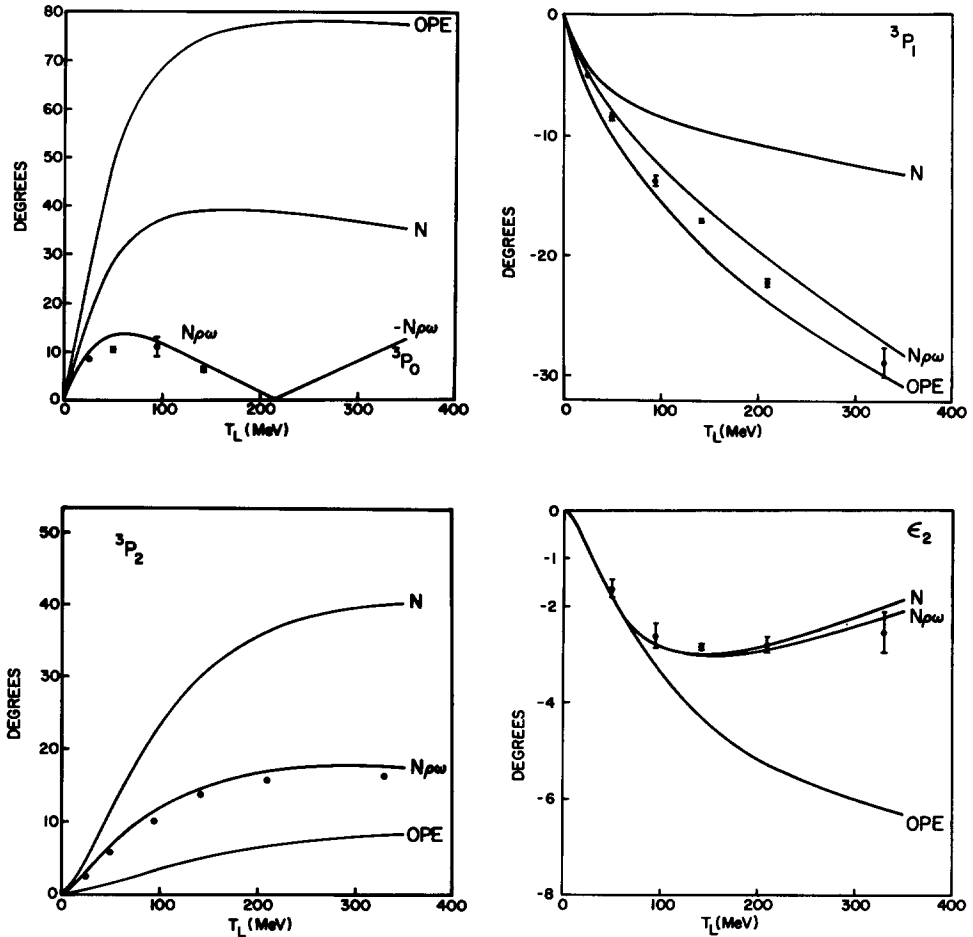 80
70
60
50
40
30
20
10
0
DEGREES
OPE
N
Nρω
-Nρω
³P₀
0 100 200 300 400
T_L (MeV)
0
-10
-20
-30
DEGREES
³P₁
N
Nρω
OPE
0 100 200 300 400
T_L (MeV)
50
40
30
20
10
0
DEGREES
³P₂
N
Nρω
OPE
0 100 200 300 400
T_L (MeV)
0
-2
-4
-6
-8
DEGREES
ϵ₂
N
Nρω
OPE
0 100 200 300 400
T_L (MeV)